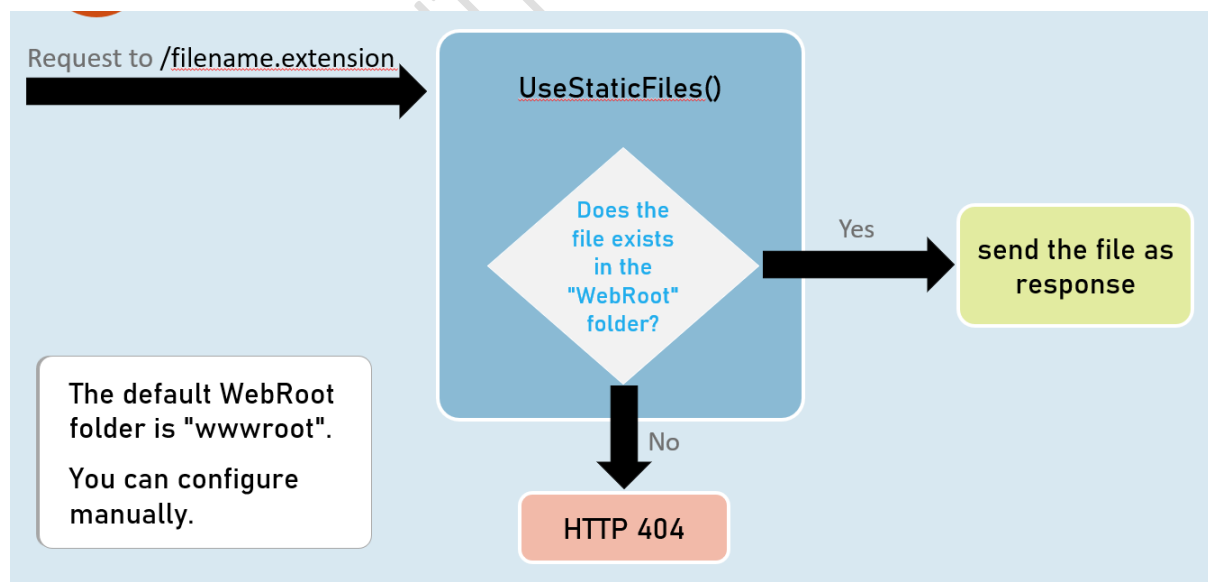 Request to /filename.extension
UseStaticFiles()
Does the
file exists
in the
"WebRoot"
folder?
Yes
send the file as
response
The default WebRoot
folder is "wwwroot".
You can configure
manually.
No
HTTP 404